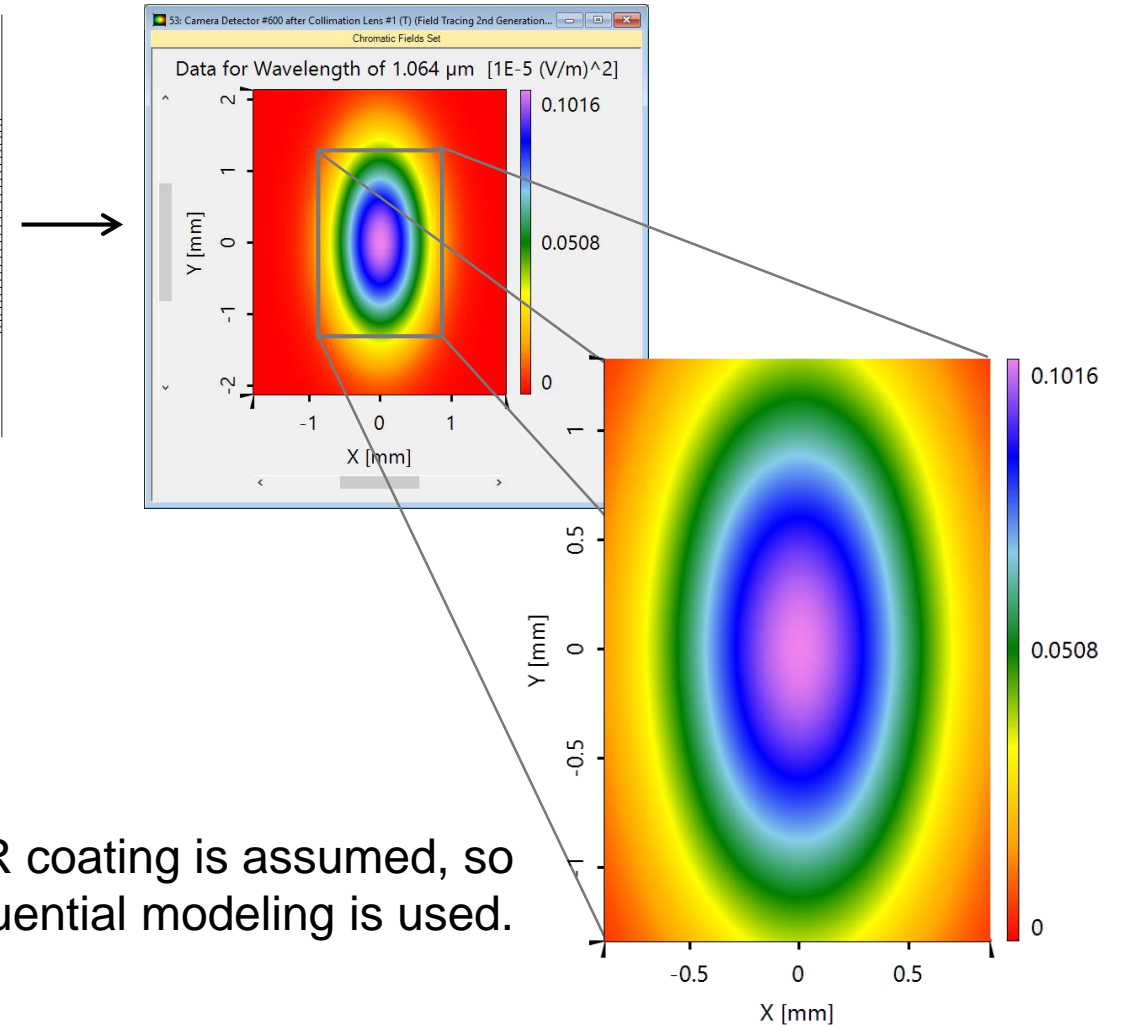 53: Camera Detector #600 after Collimation Lens #1 (T) (Field Tracing 2nd Generation...
Chromatic Fields Set
Data for Wavelength of 1.064 µm [1E-5 (V/m)^2]
2
1
0
-1
-2
Y [mm]
-1 0 1
X [mm]
0.1016
0.0508
0
1
0.5
0
-0.5
-1
Y [mm]
-0.5 0 0.5
X [mm]
0.1016
0.0508
0
R coating is assumed, so
uential modeling is used.